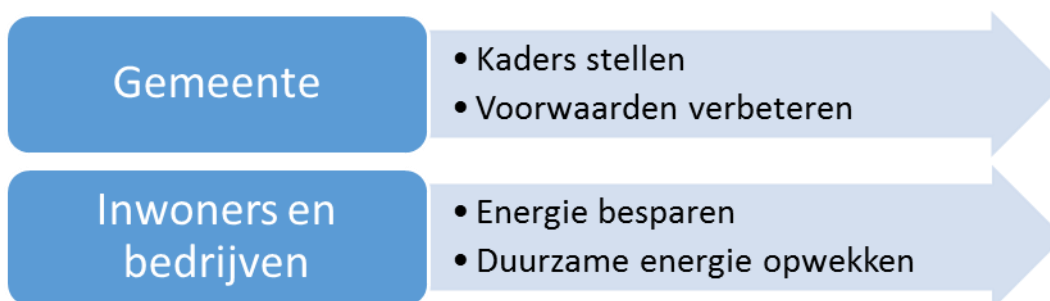 Gemeente
• Kaders stellen
• Voorwaarden verbeteren
Inwoners en
bedrijven
• Energie besparen
• Duurzame energie opwekken